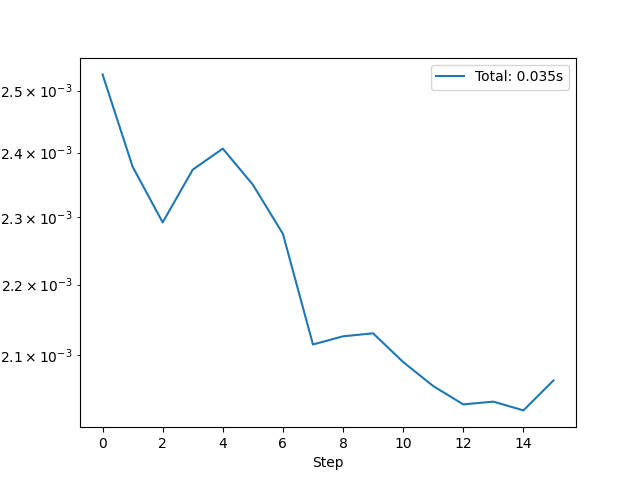 Total: 0.035s
2.5 × 10⁻³
2.4 × 10⁻³
2.3 × 10⁻³
2.2 × 10⁻³
2.1 × 10⁻³
0 2 4 6 8 10 12 14
Step